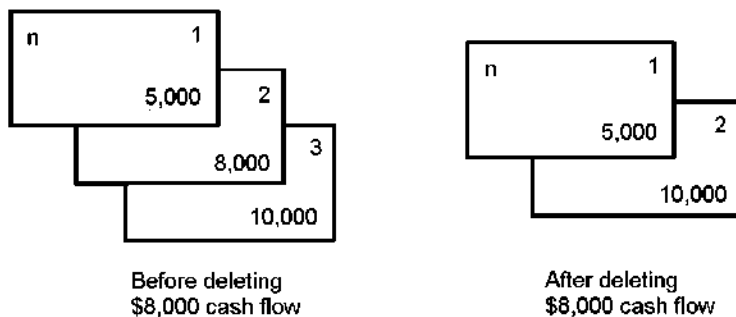 n 1
5,000
2
8,000
3
10,000
Before deleting
$8,000 cash flow
n 1
5,000
2
10,000
After deleting
$8,000 cash flow